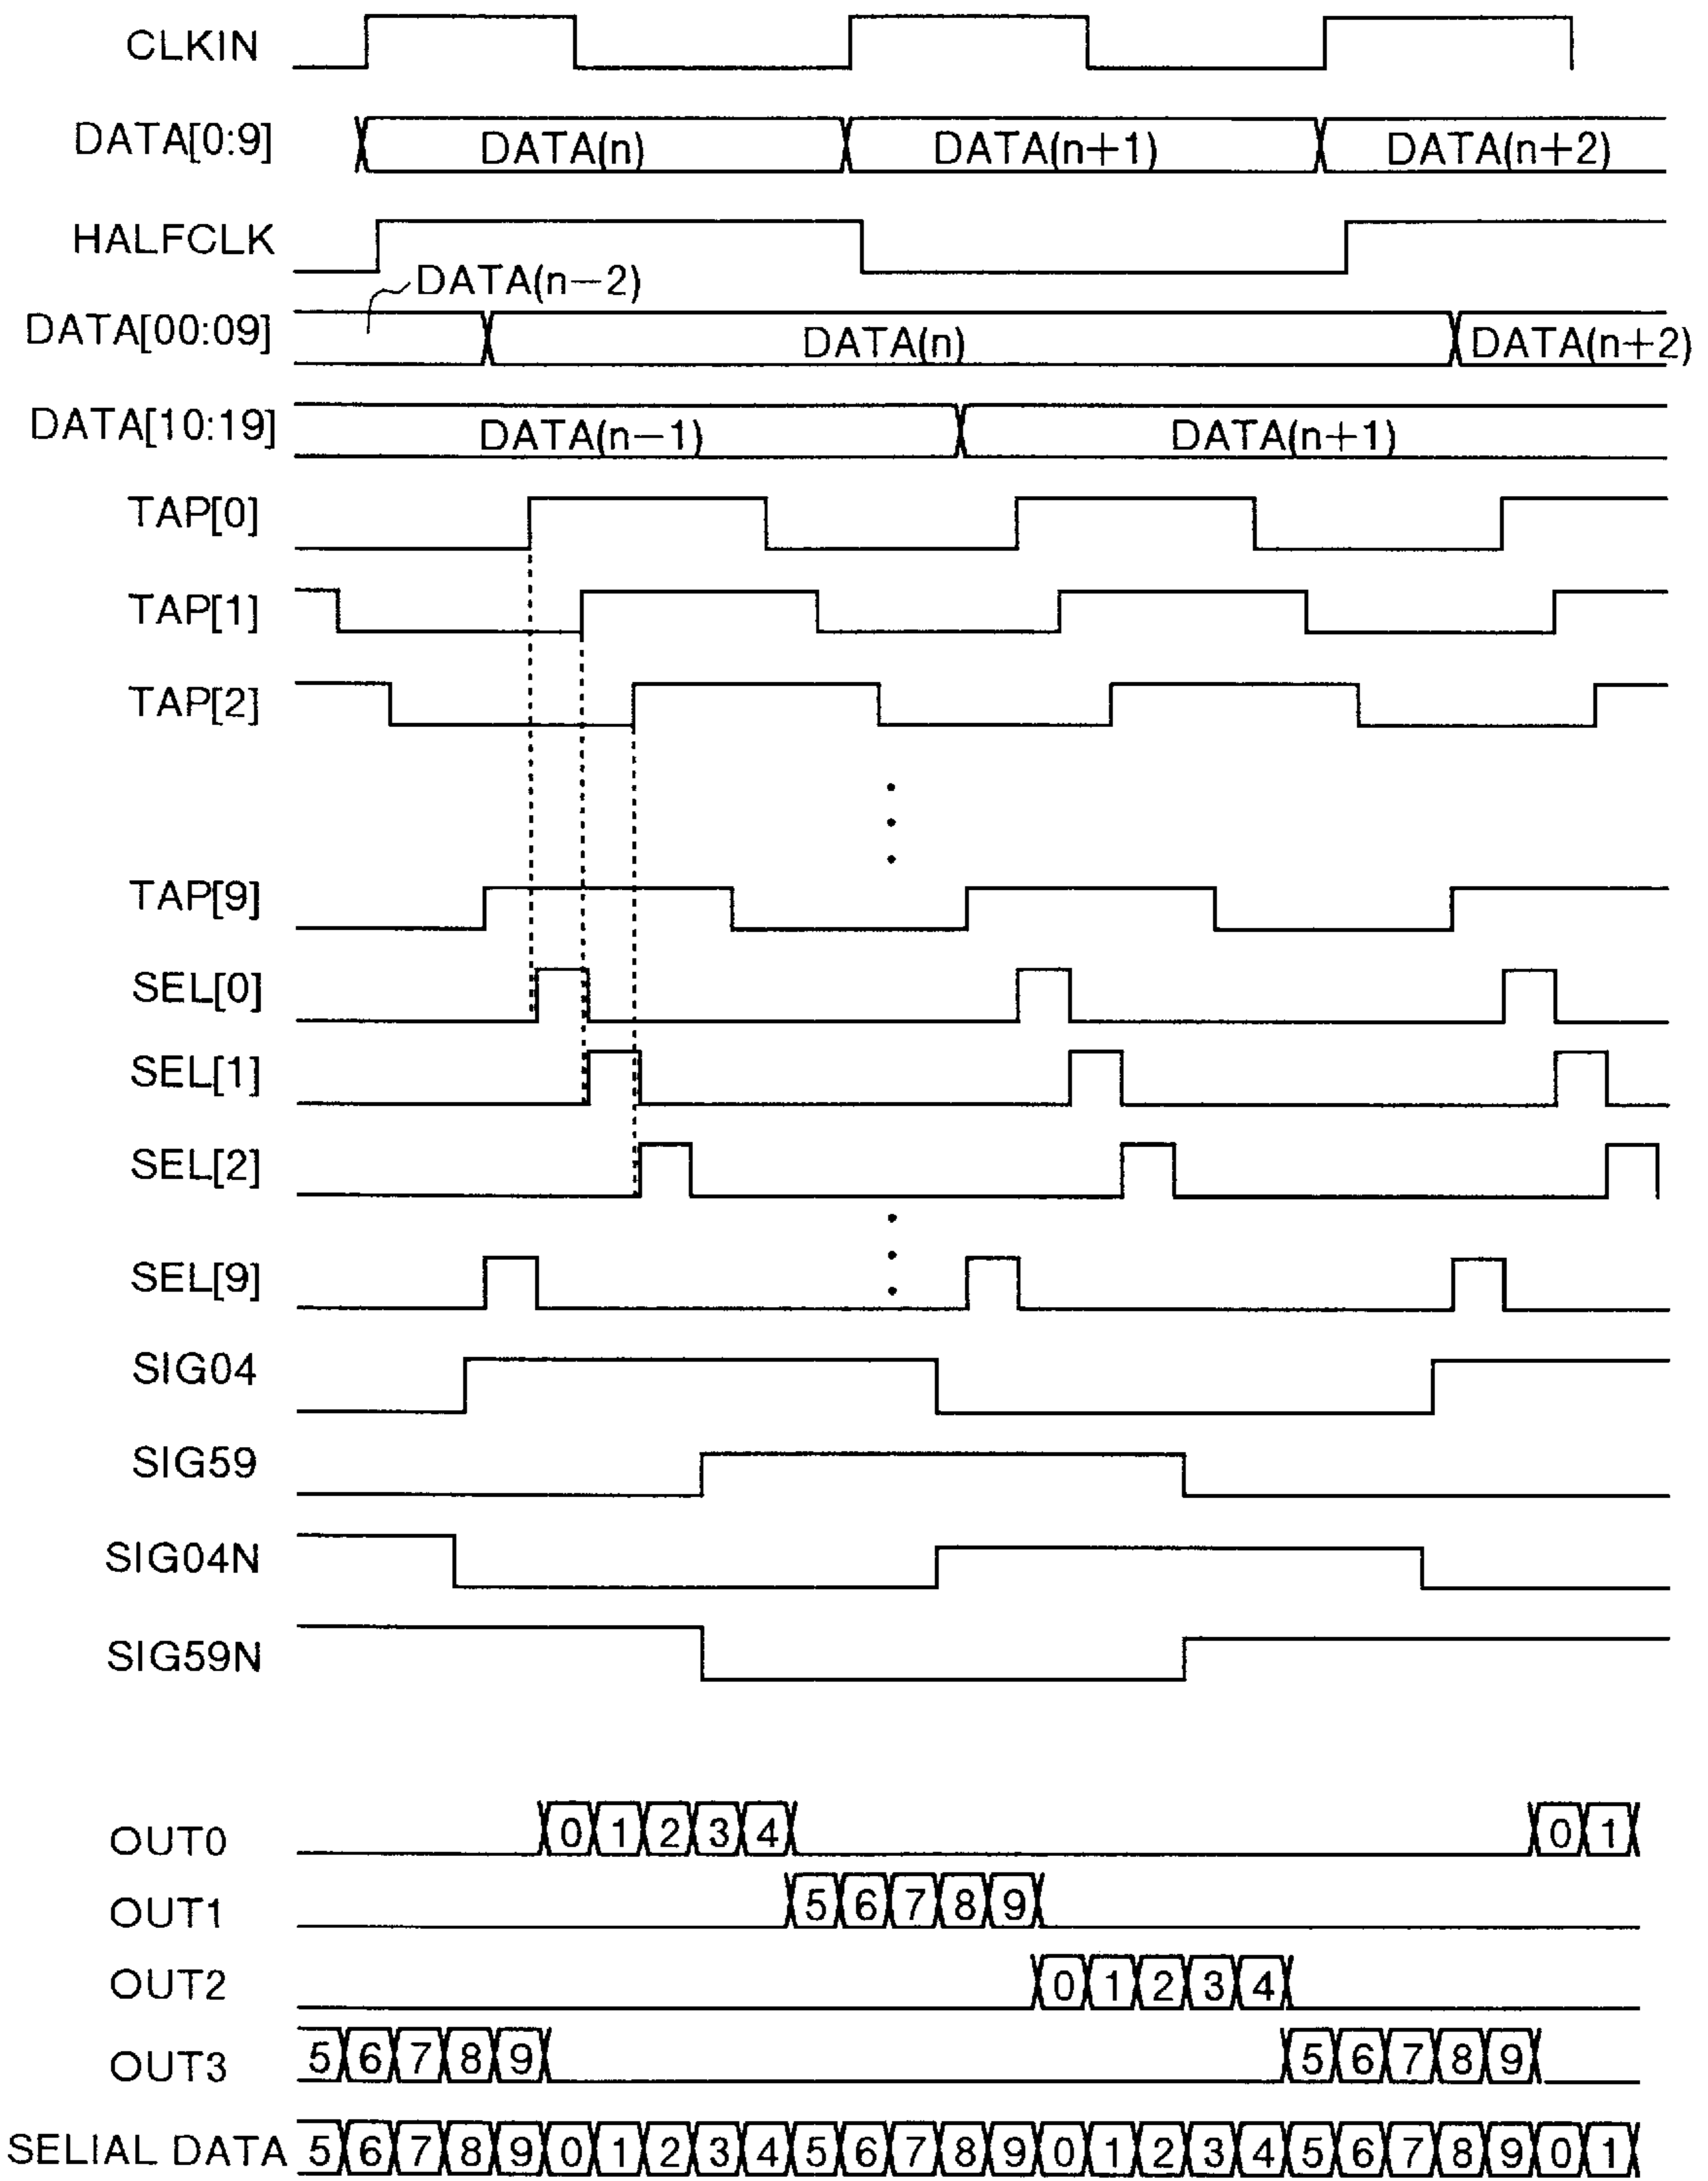 CLKIN
DATA[0:9] DATA(n) DATA(n+1) DATA(n+2)
HALFCLK
DATA(n−2)
DATA[00:09] DATA(n) DATA(n+2)
DATA[10:19] DATA(n−1) DATA(n+1)
TAP[0]
TAP[1]
TAP[2]
TAP[9]
SEL[0]
SEL[1]
SEL[2]
SEL[9]
SIG04
SIG59
SIG04N
SIG59N
OUT0 0 1 2 3 4 0 1
OUT1 5 6 7 8 9
OUT2 0 1 2 3 4
OUT3 5 6 7 8 9 5 6 7 8 9
SELIAL DATA 5 6 7 8 9 0 1 2 3 4 5 6 7 8 9 0 1 2 3 4 5 6 7 8 9 0 1